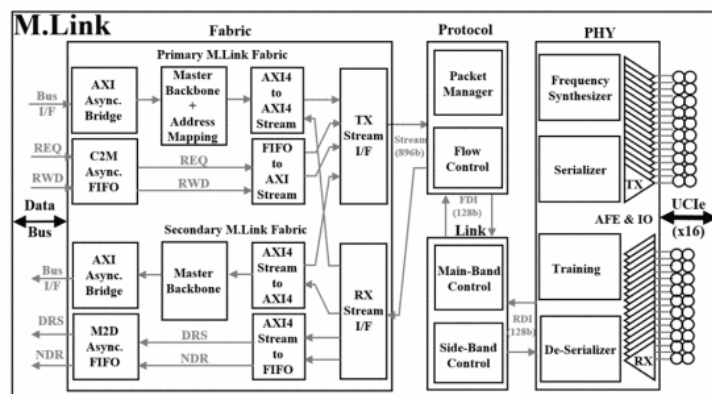 M.Link
Fabric
Primary M.Link Fabric
Bus
I/F
AXI
Async.
Bridge
Master
Backbone
+
Address
Mapping
AXI4
to
AXI4
Stream
TX
Stream
I/F
REQ
RWD
C2M
Async.
FIFO
REQ
RWD
FIFO
to AXI
Stream
Data
Bus
Secondary M.Link Fabric
Bus
I/F
AXI
Async.
Bridge
Master
Backbone
AXI4
Stream
to
AXI4
RX
Stream
I/F
DRS
NDR
M2D
Async.
FIFO
DRS
NDR
AXI4
Stream
to
FIFO
Protocol
Packet
Manager
Stream
(896b)
Flow
Control
FDI
(128b)
Link
Main-Band
Control
Side-Band
Control
RDI
(128b)
PHY
Frequency
Synthesizer
Serializer
TX
AFE & IO
UCIe
(x16)
Training
De-Serializer
RX